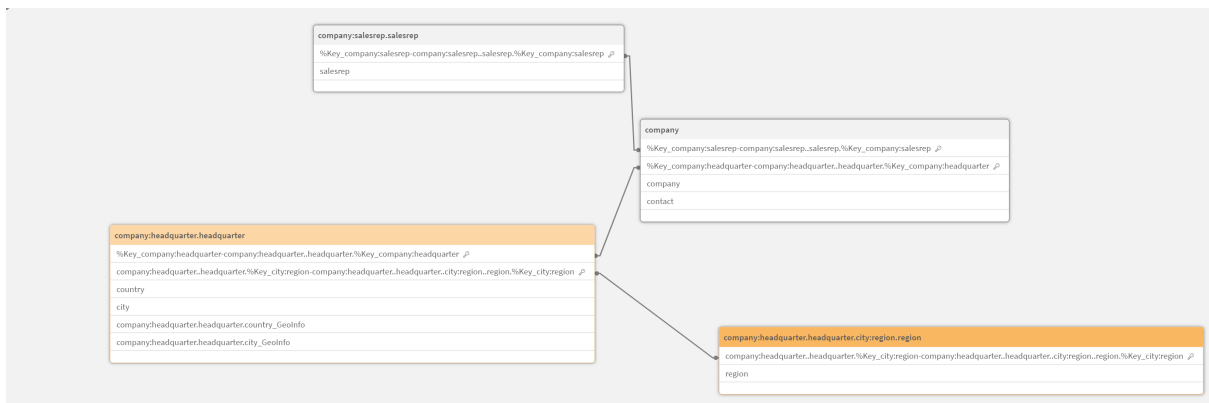 company:salesrep.salesrep
%Key_company:salesrep-company:salesrep..salesrep.%Key_company:salesrep
salesrep
company
%Key_company:salesrep-company:salesrep..salesrep.%Key_company:salesrep
%Key_company:headquarter-company:headquarter..headquarter.%Key_company:headquarter
company
contact
company:headquarter.headquarter
%Key_company:headquarter-company:headquarter..headquarter.%Key_company:headquarter
company:headquarter..headquarter.%Key_city:region-company:headquarter..headquarter..city:region..region.%Key_city:region
country
city
company:headquarter.headquarter.country_GeoInfo
company:headquarter.headquarter.city_GeoInfo
company:headquarter.headquarter.city:region.region
company:headquarter..headquarter.%Key_city:region-company:headquarter..headquarter..city:region..region.%Key_city:region
region